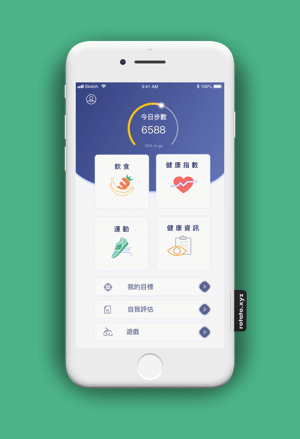 Sketch
9:41 AM
100%
今日步數
6588
飲食
健康指數
運動
健康資訊
我的目標
自我評估
遊戲
rotato.xyz